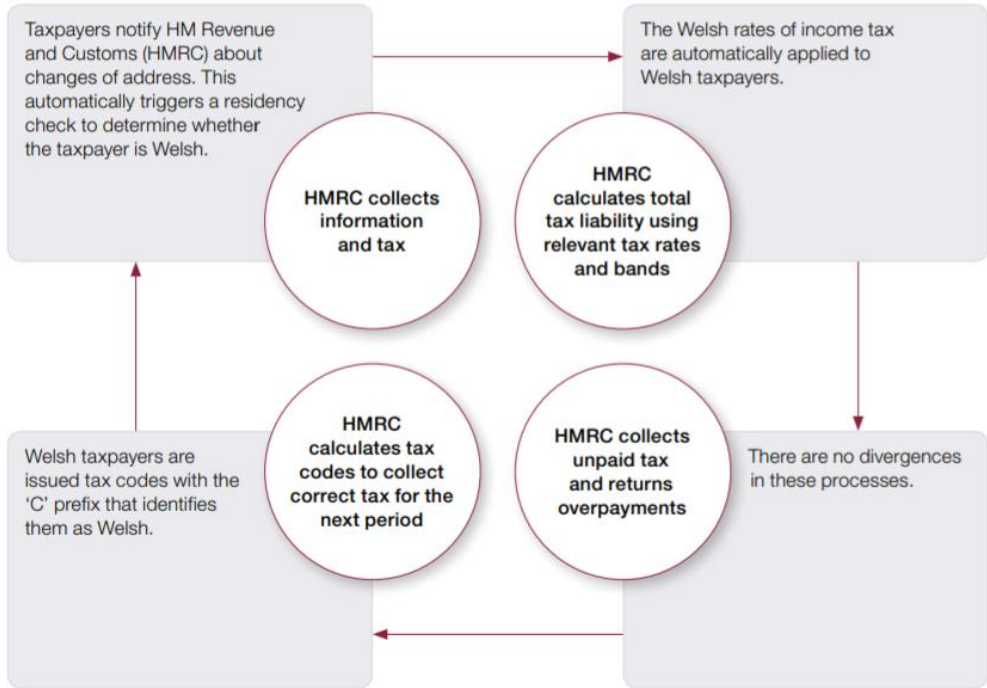 Taxpayers notify HM Revenue
and Customs (HMRC) about
changes of address. This
automatically triggers a residency
check to determine whether
the taxpayer is Welsh.
HMRC collects
information
and tax
The Welsh rates of income tax
are automatically applied to
Welsh taxpayers.
HMRC
calculates total
tax liability using
relevant tax rates
and bands
Welsh taxpayers are
issued tax codes with the
‘C’ prefix that identifies
them as Welsh.
HMRC
calculates tax
codes to collect
correct tax for the
next period
HMRC collects
unpaid tax
and returns
overpayments
There are no divergences
in these processes.